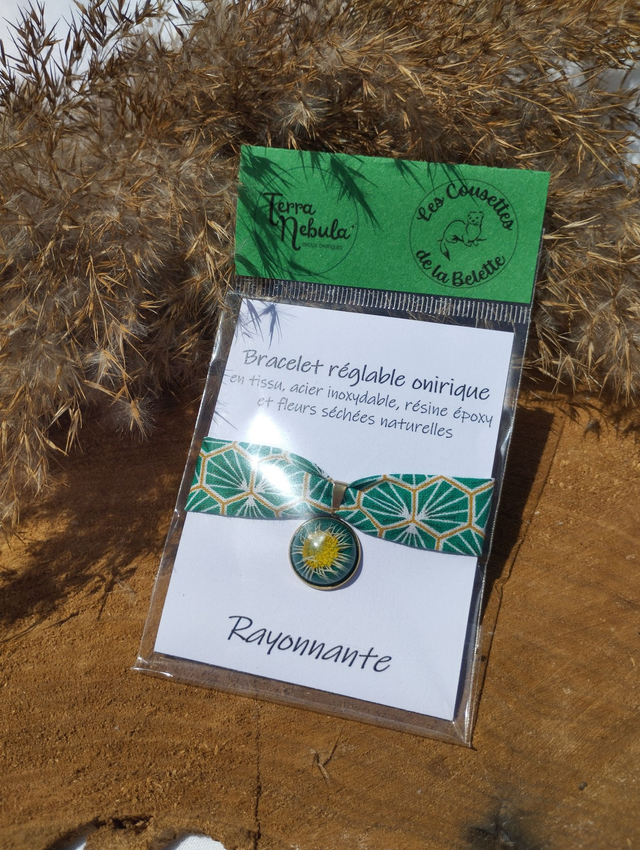 Terra
Nebula
Les Cousettes
de la Belette
Bracelet réglable onirique
en tissu, acier inoxydable, résine époxy
et fleurs séchées naturelles
Rayonnante